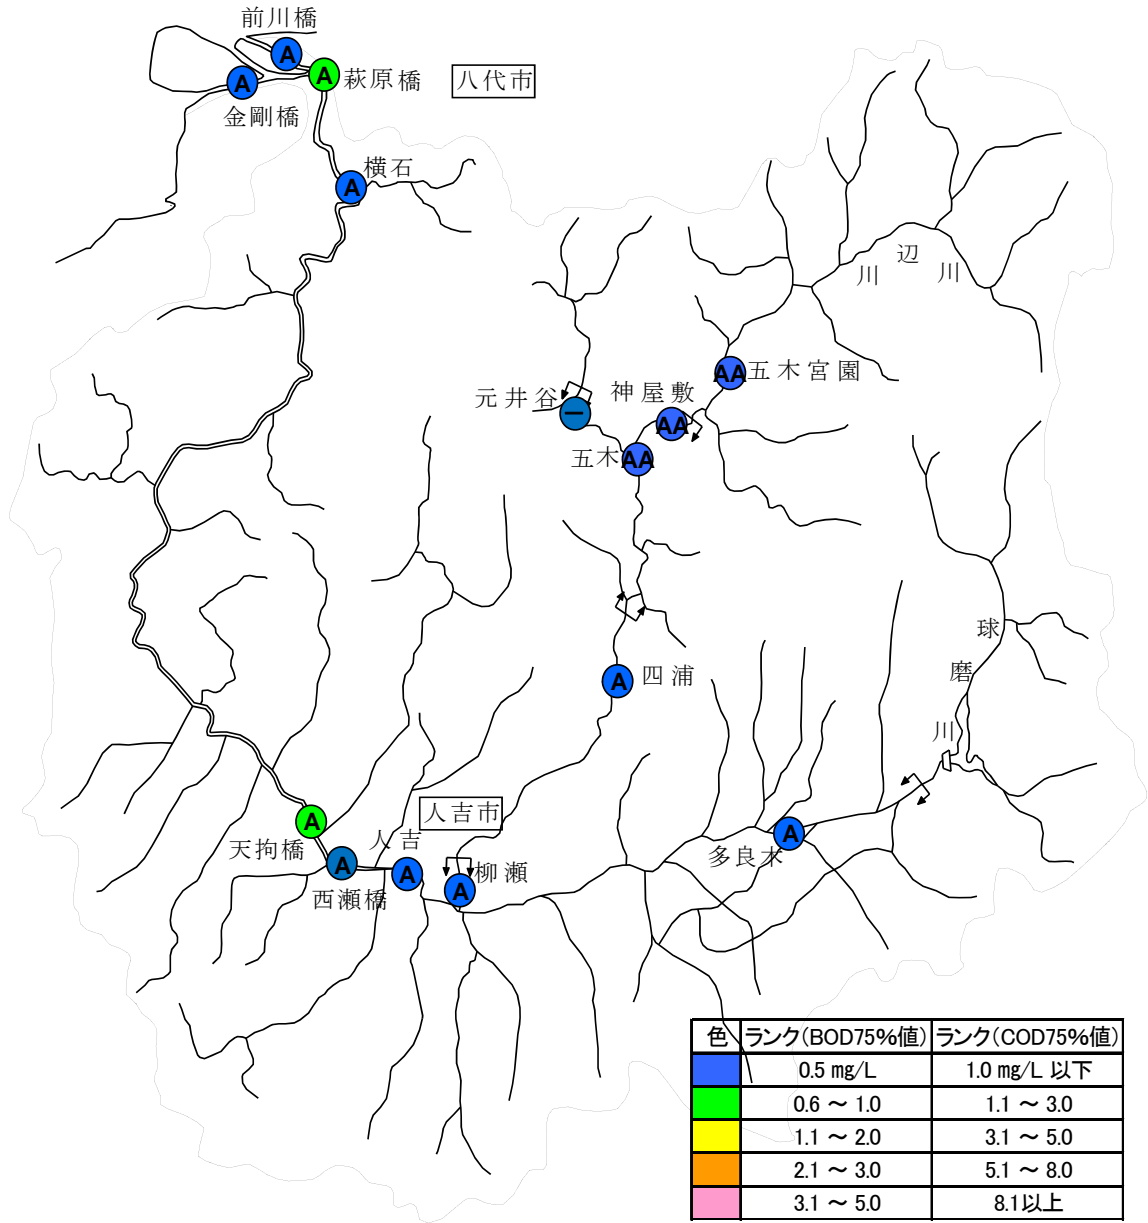 前川橋
A
A
萩原橋
八代市
A
金剛橋
横石
A
川
辺
川
AA
五木宮園
元井谷
ー
神屋敷
AA
五木
AA
球
磨
川
A
四浦
人吉市
A
天拘橋
人吉
A
西瀬橋
A
柳瀬
A
A
多良木
色 ランク(BOD75%値) ランク(COD75%値)
0.5 mg/L 1.0 mg/L 以下
0.6 ～ 1.0 1.1 ～ 3.0
1.1 ～ 2.0 3.1 ～ 5.0
2.1 ～ 3.0 5.1 ～ 8.0
3.1 ～ 5.0 8.1以上